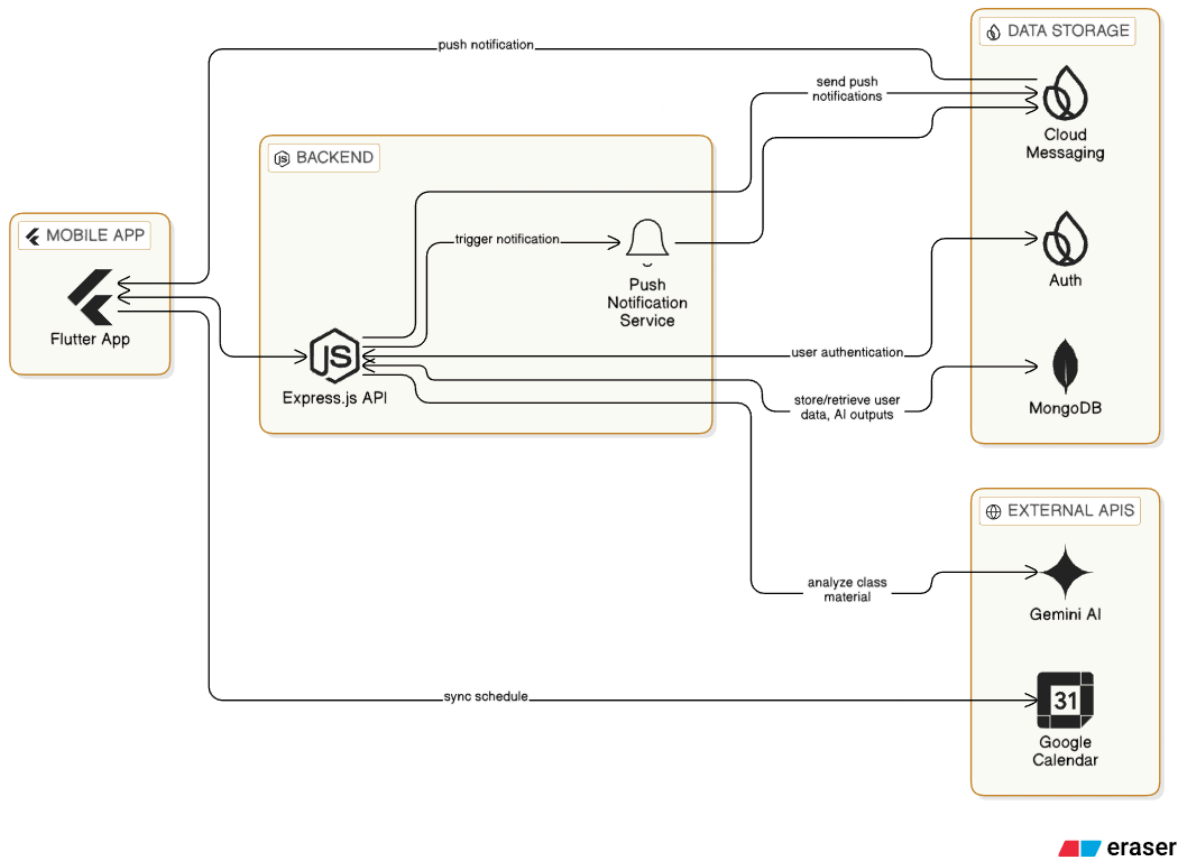 DATA STORAGE
push notification
send push
notifications
Cloud
Messaging
BACKEND
MOBILE APP
trigger notification
Push
Notification
Service
Auth
Flutter App
JS
Express.js API
user authentication
store/retrieve user
data, AI outputs
MongoDB
EXTERNAL APIS
analyze class
material
Gemini AI
sync schedule
31
Google
Calendar
eraser